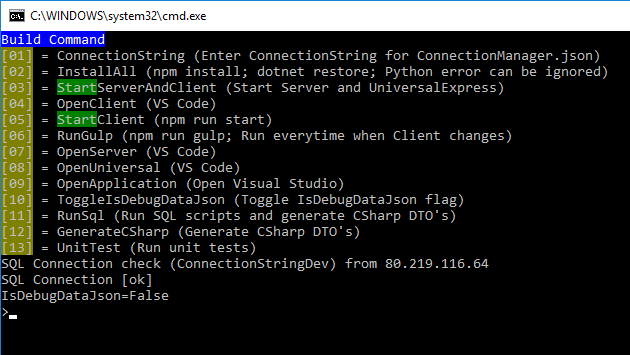 C:\WINDOWS\system32\cmd.exe
Build Command
[01] = ConnectionString (Enter ConnectionString for ConnectionManager.json)
[02] = InstallAll (npm install; dotnet restore; Python error can be ignored)
[03] = StartServerAndClient (Start Server and UniversalExpress)
[04] = OpenClient (VS Code)
[05] = StartClient (npm run start)
[06] = RunGulp (npm run gulp; Run everytime when Client changes)
[07] = OpenServer (VS Code)
[08] = OpenUniversal (VS Code)
[09] = OpenApplication (Open Visual Studio)
[10] = ToggleIsDebugDataJson (Toggle IsDebugDataJson flag)
[11] = RunSql (Run SQL scripts and generate CSharp DTO's)
[12] = GenerateCSharp (Generate CSharp DTO's)
[13] = UnitTest (Run unit tests)
SQL Connection check (ConnectionStringDev) from 80.219.116.64
SQL Connection [ok]
IsDebugDataJson=False
>